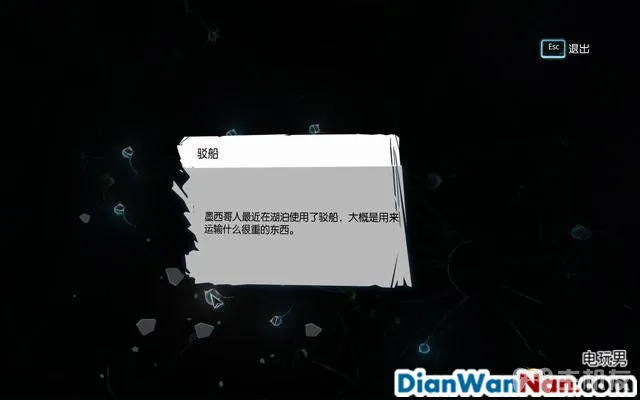 Esc 退出
驳船
墨西哥人最近在湖泊使用了驳船，大概是用来
运输什么很重的东西。
电玩男
DianWanNan.com